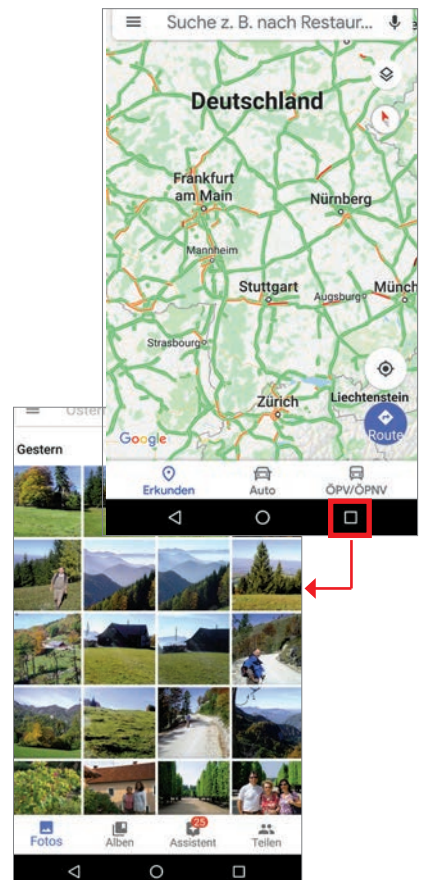 Suche z. B. nach Restaur...
Deutschland
Frankfurt
am Main
Nürnberg
Mannheim
Stuttgart
Augsburg
Münch
Strasbourg
Zürich
Liechtenstein
Google
Route
Erkunden
Auto
ÖPV/ÖPNV
Gestern
25
Fotos
Alben
Assistent
Teilen